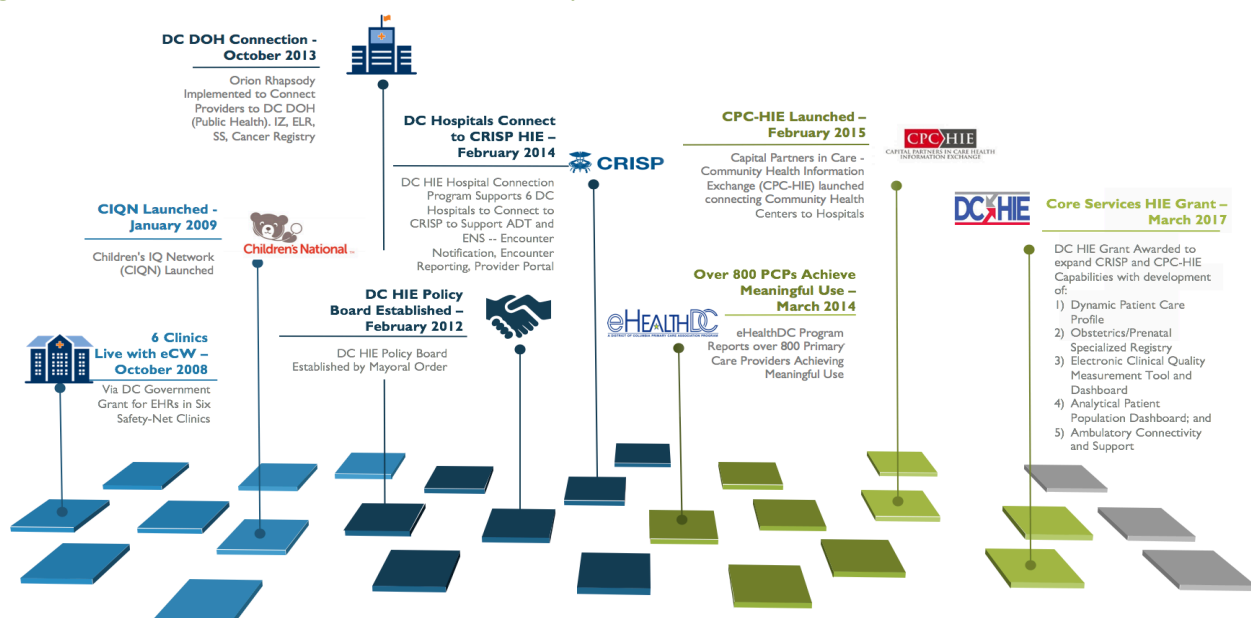 DC DOH Connection -
October 2013
Orion Rhapsody
Implemented to Connect
Providers to DC DOH
(Public Health). IZ, ELR,
SS, Cancer Registry
DC Hospitals Connect
to CRISP HIE –
February 2014
CRISP
DC HIE Hospital Connection
Program Supports 6 DC
Hospitals to Connect to
CRISP to Support ADT and
ENS -- Encounter
Notification, Encounter
Reporting, Provider Portal
CPC-HIE Launched –
February 2015
Capital Partners in Care -
Community Health Information
Exchange (CPC-HIE) launched
connecting Community Health
Centers to Hospitals
CPC HIE
CAPITAL PARTNERS IN CARE HEALTH
INFORMATION EXCHANGE
CIQN Launched -
January 2009
Children's IQ Network
(CIQN) Launched
Children's National
DC HIE
Core Services HIE Grant –
March 2017
DC HIE Grant Awarded to
expand CRISP and CPC-HIE
Capabilities with development
of:
1) Dynamic Patient Care
Profile
2) Obstetrics/Prenatal
Specialized Registry
3) Electronic Clinical Quality
Measurement Tool and
Dashboard
4) Analytical Patient
Population Dashboard; and
5) Ambulatory Connectivity
and Support
DC HIE Policy
Board Established –
February 2012
DC HIE Policy Board
Established by Mayoral Order
Over 800 PCPs Achieve
Meaningful Use –
March 2014
eHealthDC
A DISTRICT OF COLUMBIA PRIMARY CARE ASSOCIATION PROGRAM
eHealthDC Program
Reports over 800 Primary
Care Providers Achieving
Meaningful Use
6 Clinics
Live with eCW –
October 2008
Via DC Government
Grant for EHRs in Six
Safety-Net Clinics